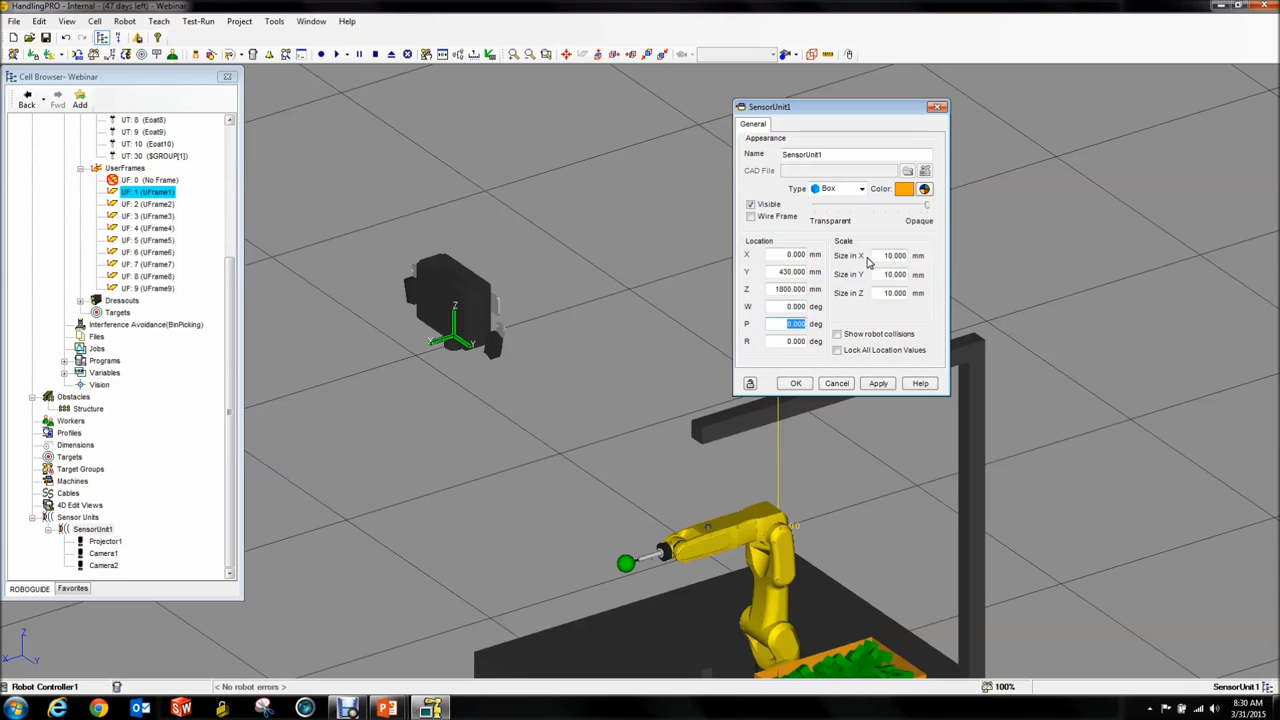 HandlingPRO - Internal - (47 days left) - Webinar
File Edit View Cell Robot Teach Test-Run Project Tools Window Help
Cell Browser- Webinar
Back Fwd Add
UT: 8 (Eoat8)
UT: 9 (Eoat9)
UT: 10 (Eoat10)
UT: 30 ($GROUP[1])
UserFrames
UF: 0 (No Frame)
UF: 1 (UFrame1)
UF: 2 (UFrame2)
UF: 3 (UFrame3)
UF: 4 (UFrame4)
UF: 5 (UFrame5)
UF: 6 (UFrame6)
UF: 7 (UFrame7)
UF: 8 (UFrame8)
UF: 9 (UFrame9)
Dressouts
Targets
Interference Avoidance(BinPicking)
Files
Jobs
Programs
Variables
Vision
Obstacles
Structure
Workers
Profiles
Dimensions
Targets
Target Groups
Machines
Cables
4D Edit Views
Sensor Units
SensorUnit1
Projector1
Camera1
Camera2
ROBOGUIDE Favorites
SensorUnit1
General
Appearance
Name SensorUnit1
CAD File
Type Box Color:
Visible
Wire Frame
Transparent Opaque
Location Scale
X 0.000 mm Size in X 10.000 mm
Y 430.000 mm Size in Y 10.000 mm
Z 1800.000 mm Size in Z 10.000 mm
W 0.000 deg
P 0.000 deg Show robot collisions
R 0.000 deg Lock All Location Values
OK Cancel Apply Help
Z
X Y
Z
X Y
Robot Controller1 < No robot errors > 100% SensorUnit1
8:30 AM
3/31/2015